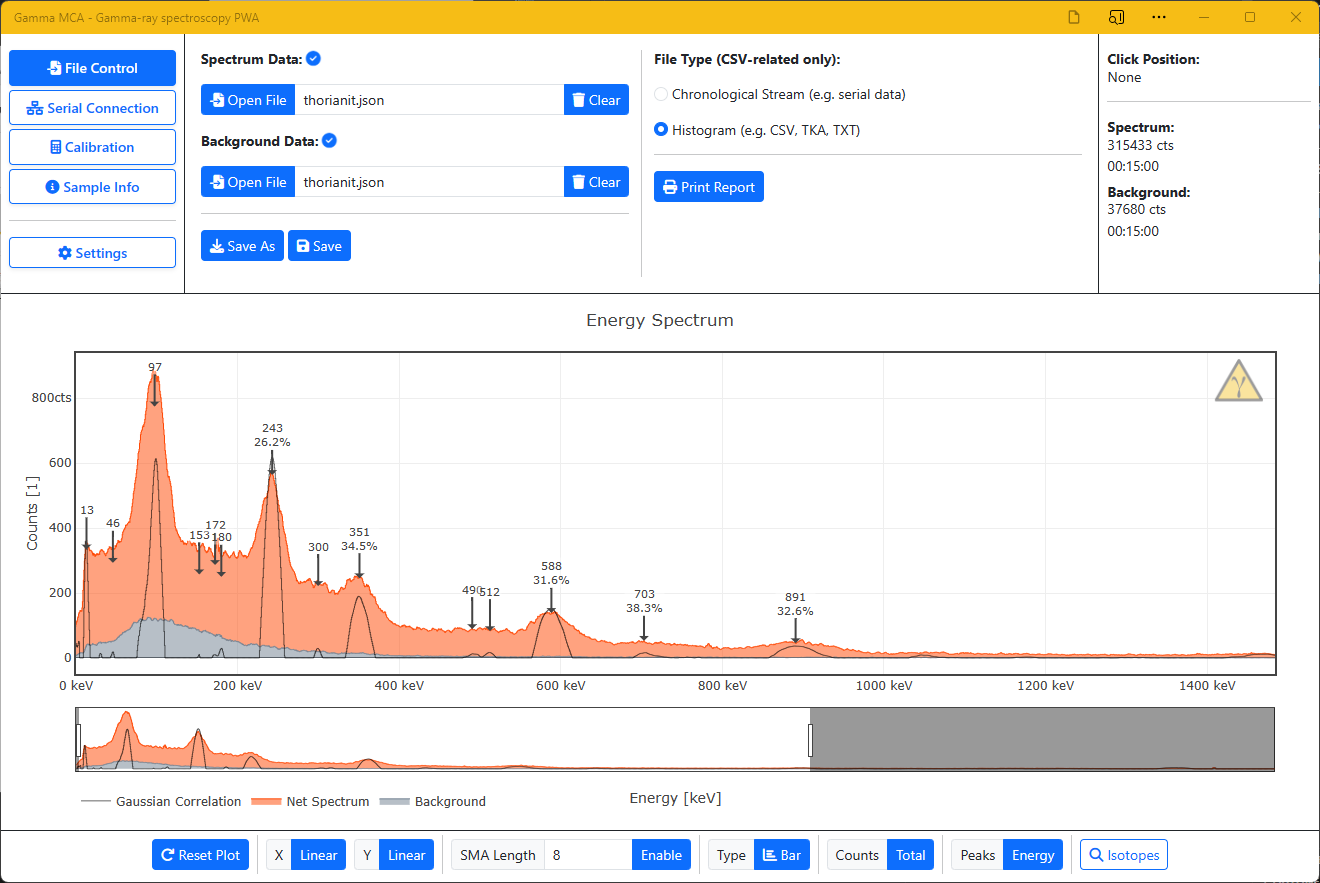 Gamma MCA - Gamma-ray spectroscopy PWA
File Control
Serial Connection
Calibration
Sample Info
Settings
Spectrum Data:
Open File thorianit.json Clear
Background Data:
Open File thorianit.json Clear
Save As Save
File Type (CSV-related only):
Chronological Stream (e.g. serial data)
Histogram (e.g. CSV, TKA, TXT)
Print Report
Click Position:
None
Spectrum:
315433 cts
00:15:00
Background:
37680 cts
00:15:00
Energy Spectrum
Counts [1]
800cts
600
400
200
0
13
46
97
153
172
180
243
26.2%
300
351
34.5%
490
512
588
31.6%
703
38.3%
891
32.6%
0 keV 200 keV 400 keV 600 keV 800 keV 1000 keV 1200 keV 1400 keV
γ
Gaussian Correlation Net Spectrum Background
Energy [keV]
Reset Plot X Linear Y Linear SMA Length 8 Enable Type Bar Counts Total Peaks Energy Isotopes